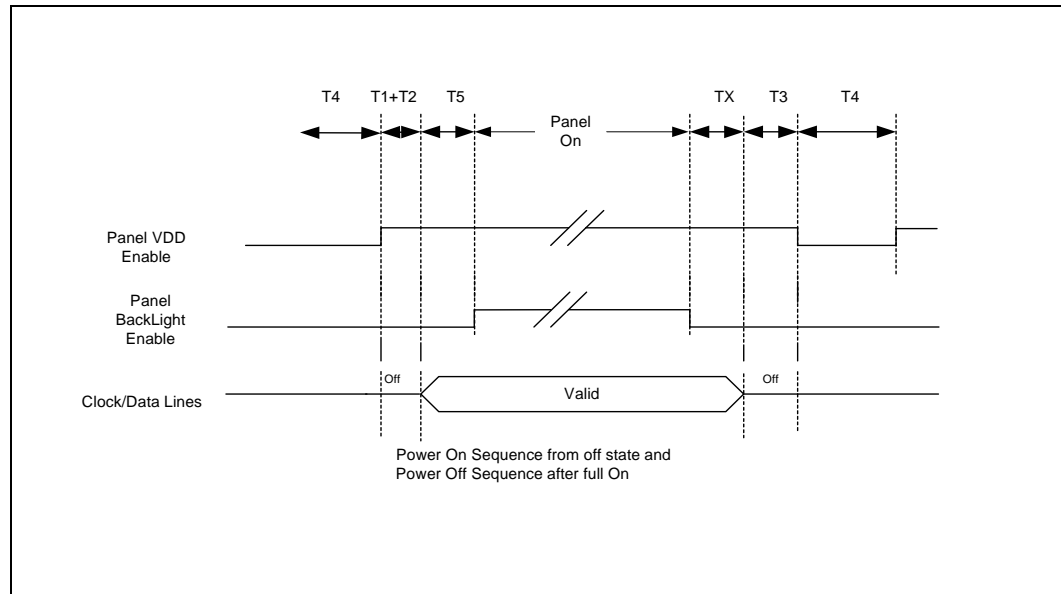 T4 T1+T2 T5 TX T3 T4
Panel
On
Panel VDD
Enable
Panel
BackLight
Enable
Off Off
Clock/Data Lines Valid
Power On Sequence from off state and
Power Off Sequence after full On